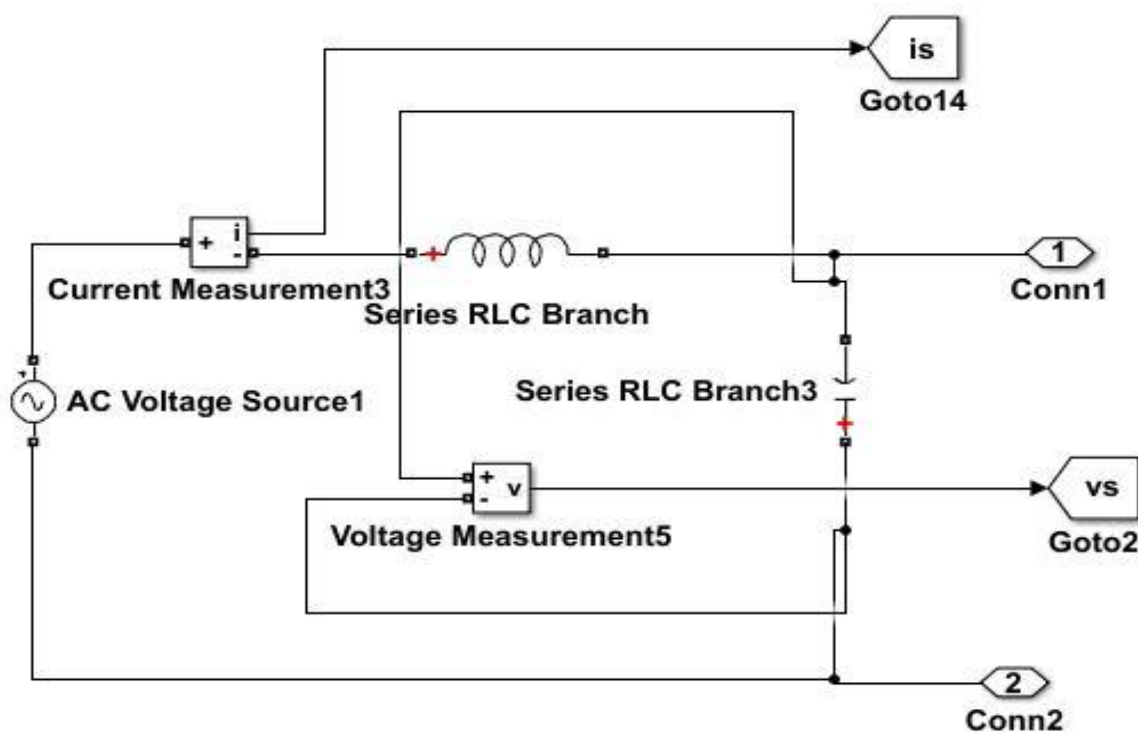 is
Goto14
+ i
-
Current Measurement3
+
Series RLC Branch
1
Conn1
+
AC Voltage Source1
Series RLC Branch3
+
+
- v
Voltage Measurement5
vs
Goto2
2
Conn2